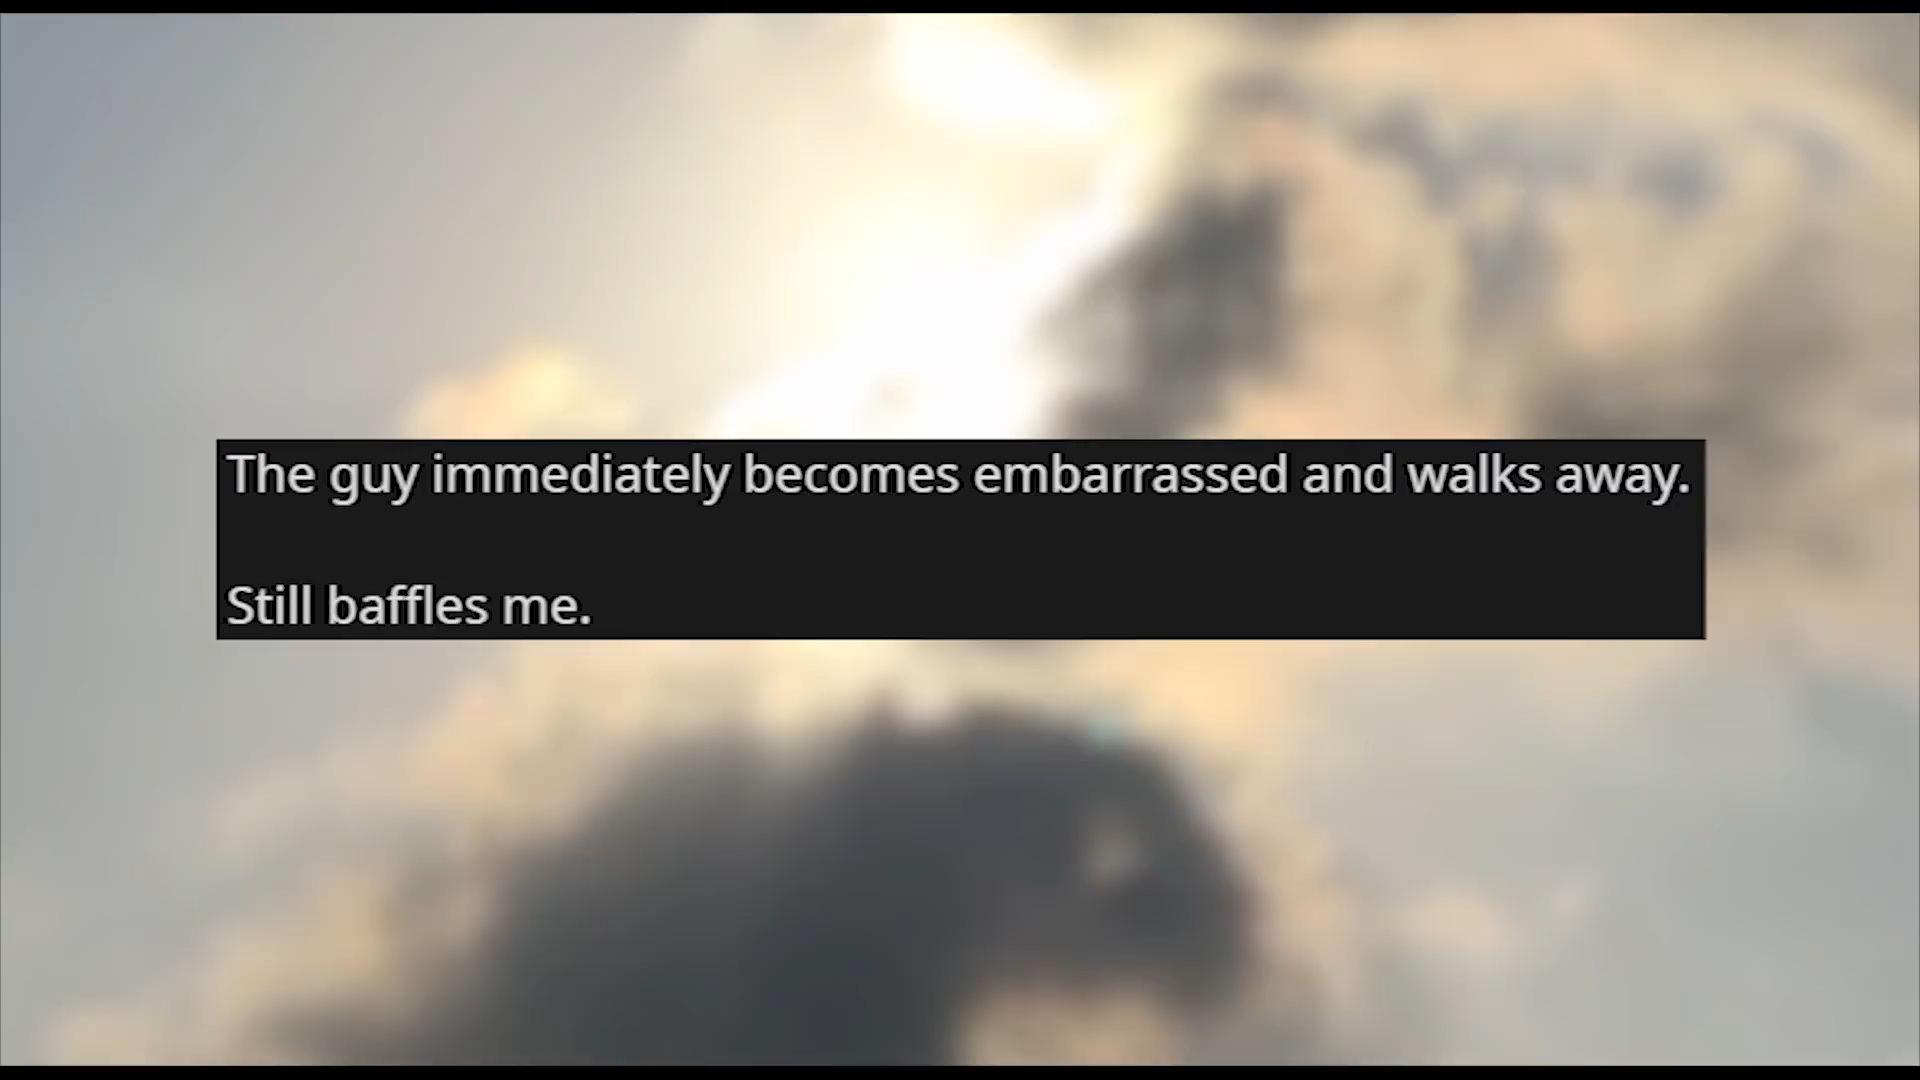 The guy immediately becomes embarrassed and walks away.
Still baffles me.